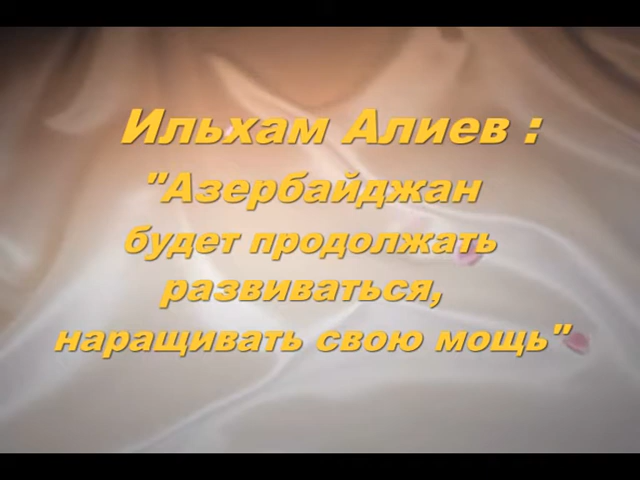 Ильхам Алиев :
"Азербайджан
будет продолжать
развиваться,
наращивать свою мощь"